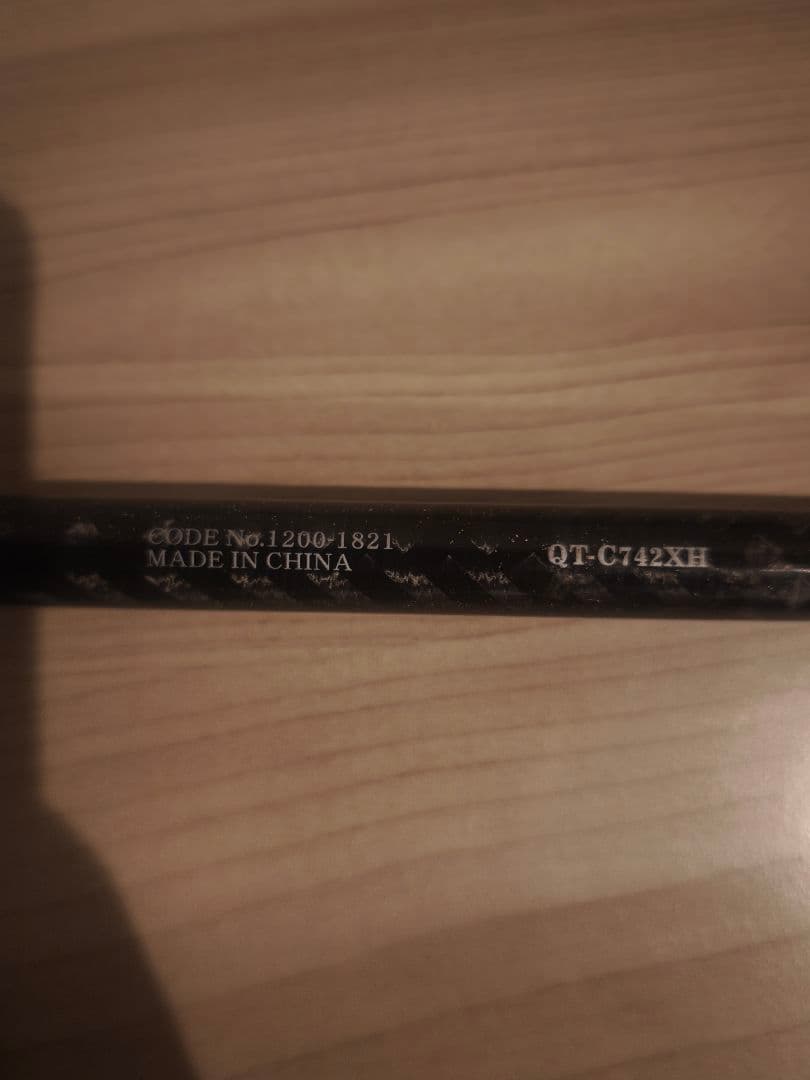 CODE No.1200-1821
MADE IN CHINA
QT-C742XH